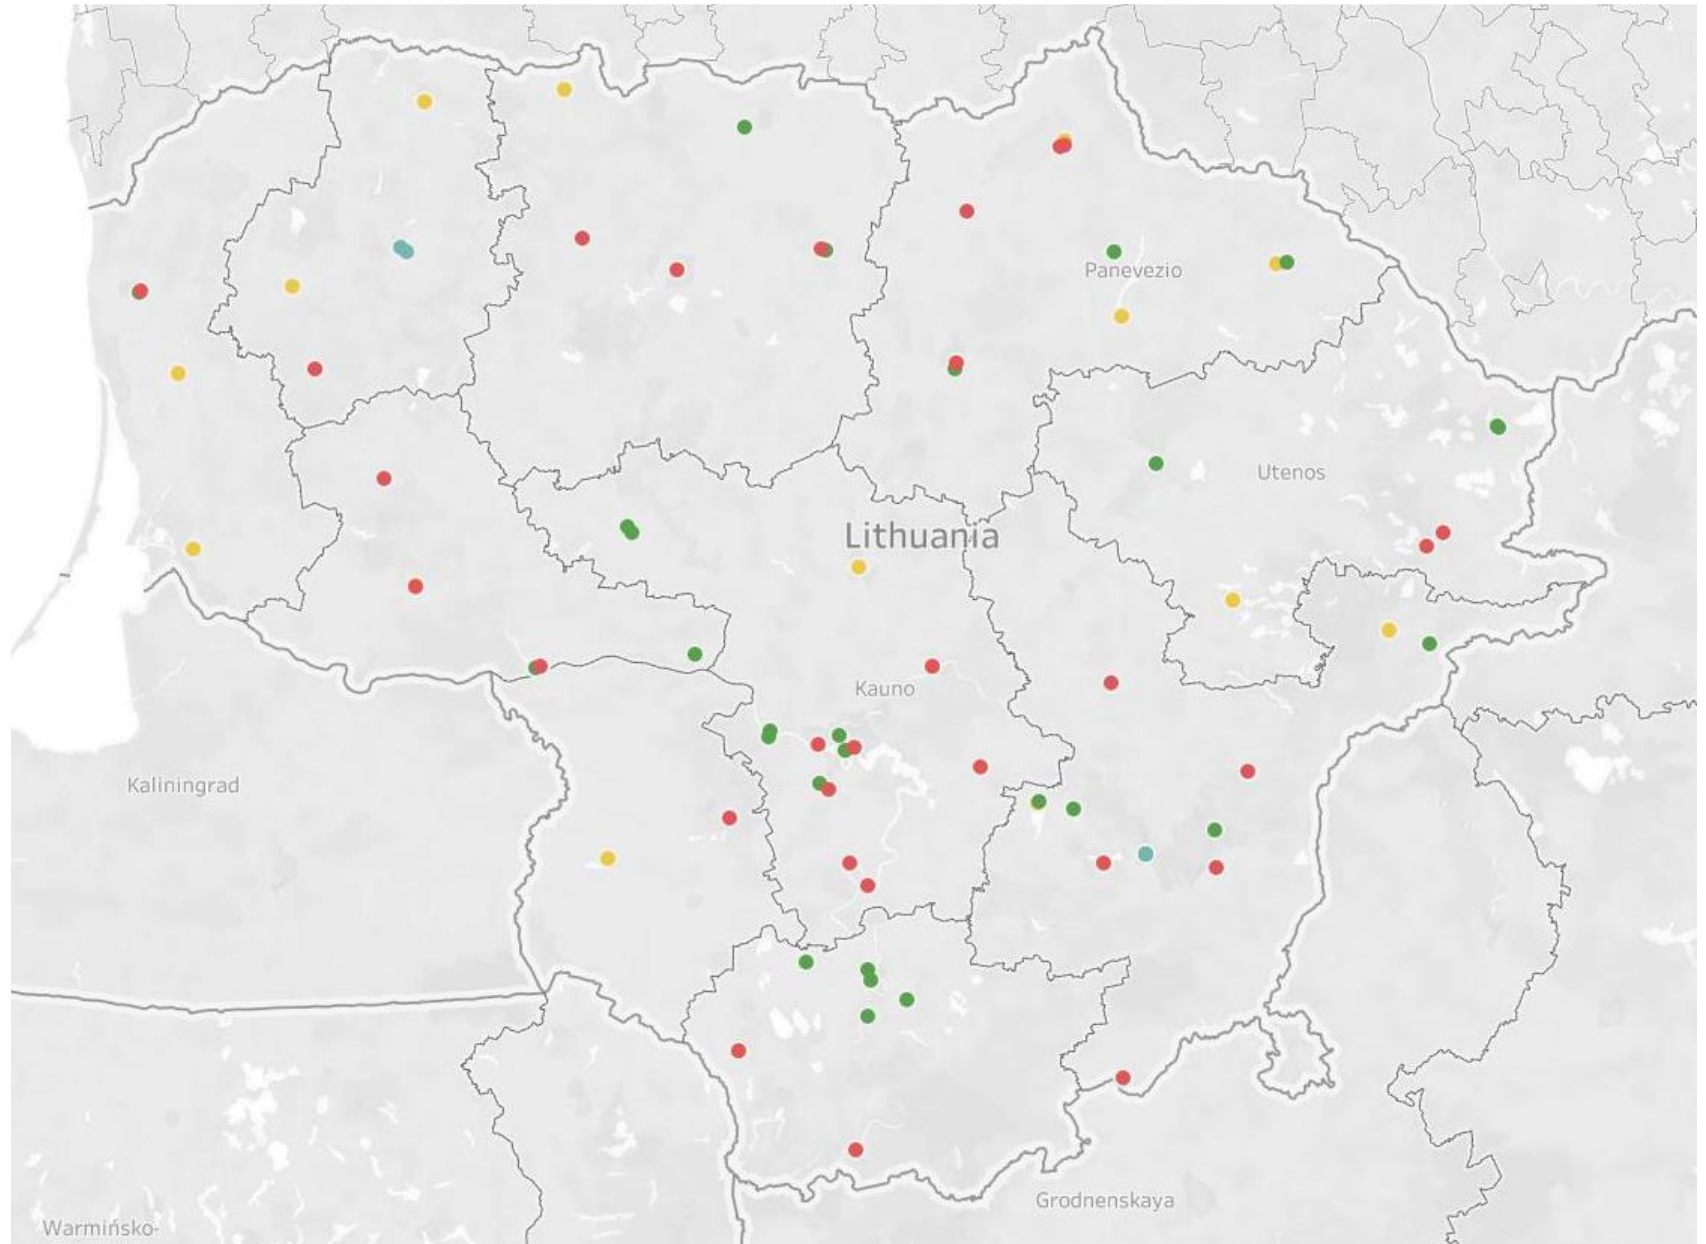 Panevezio
Utenos
Lithuania
Kauno
Kaliningrad
Grodnenskaya
Warmińsko-